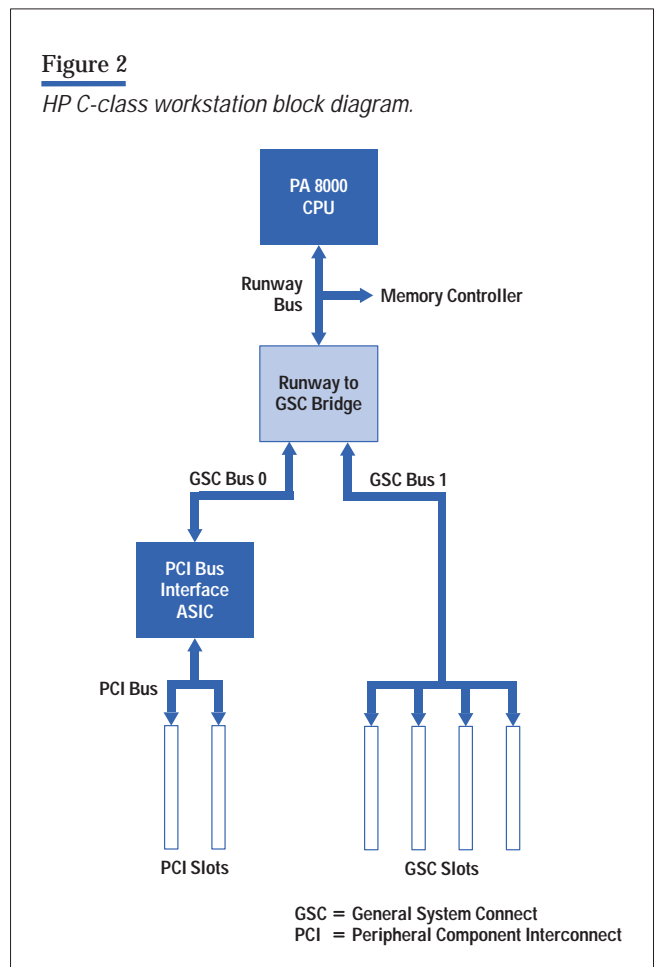 Figure 2
HP C-class workstation block diagram.
PA 8000
CPU
Runway
Bus
Memory Controller
Runway to
GSC Bridge
GSC Bus 0
GSC Bus 1
PCI Bus
Interface
ASIC
PCI Bus
PCI Slots
GSC Slots
GSC = General System Connect
PCI = Peripheral Component Interconnect